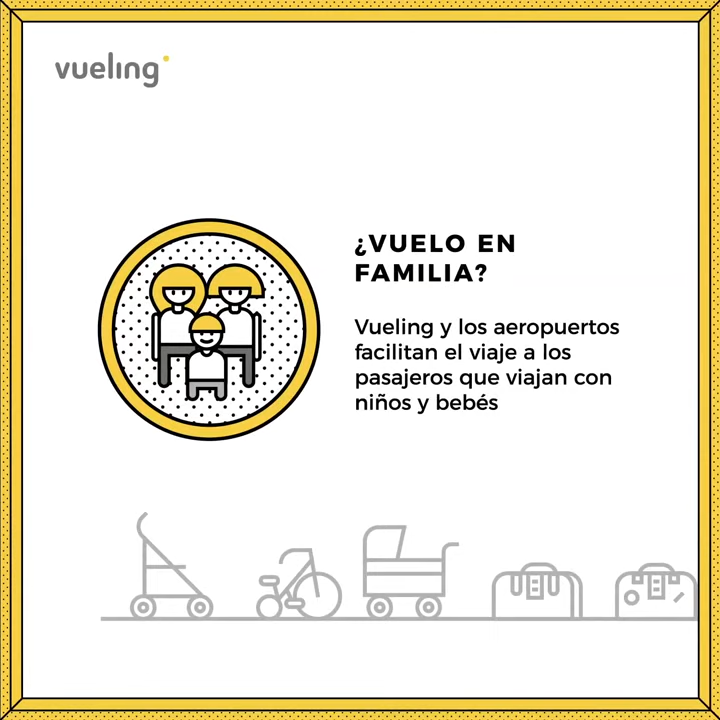 vueling
¿VUELO EN
FAMILIA?
Vueling y los aeropuertos
facilitan el viaje a los
pasajeros que viajan con
niños y bebés